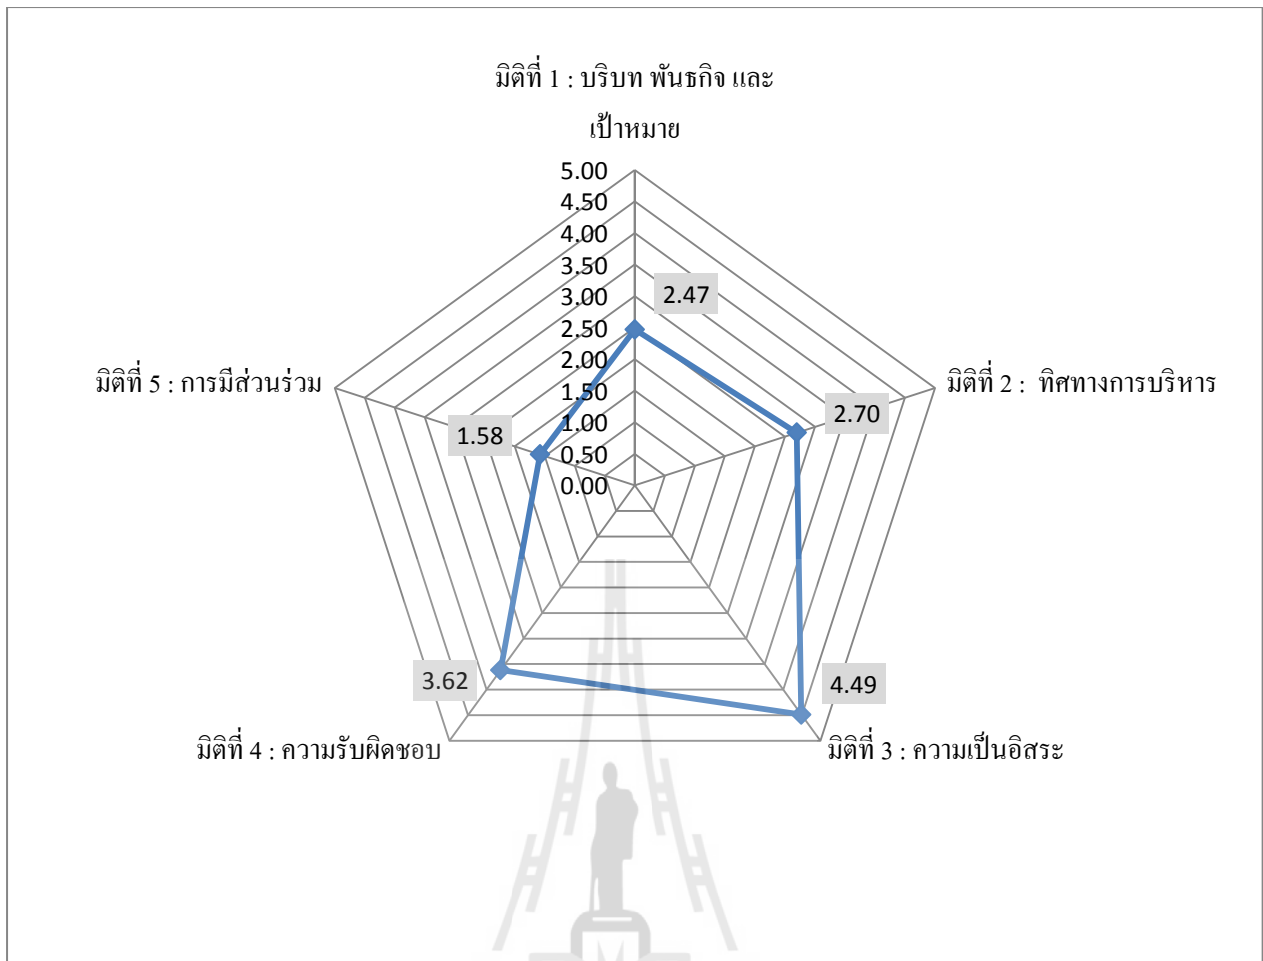 มิติที่ 1 : บริบท พันธกิจ และ
เป้าหมาย
5.00
4.50
4.00
3.50
3.00
2.50
2.00
1.50
1.00
0.50
0.00
2.47
มิติที่ 2 :  ทิศทางการบริหาร
2.70
มิติที่ 3 : ความเป็นอิสระ
4.49
มิติที่ 4 : ความรับผิดชอบ
3.62
มิติที่ 5 : การมีส่วนร่วม
1.58